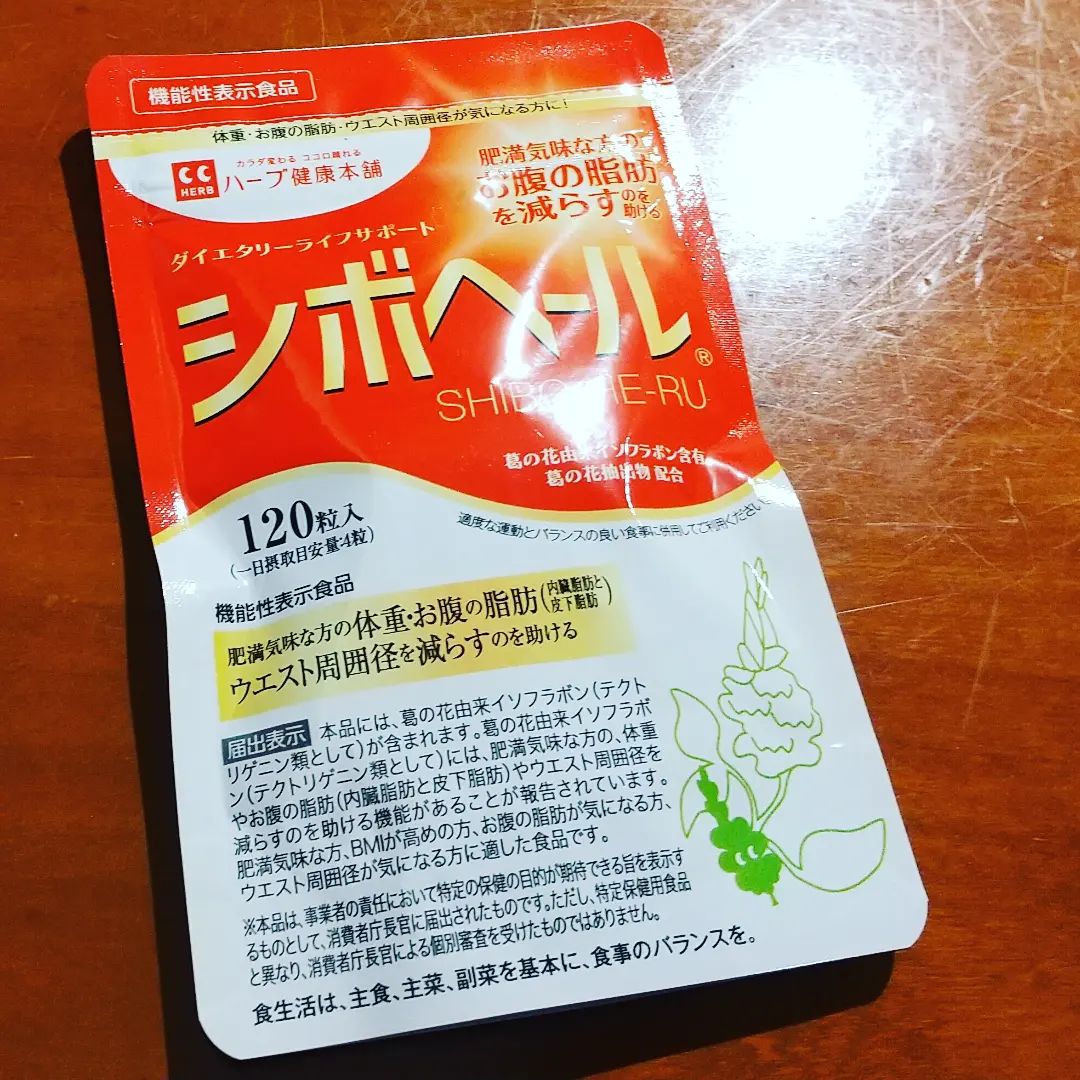 機能性表示食品
体重・お腹の脂肪・ウエスト周囲径が気になる方に!
カラダ変わる ココロ踊れる
CC HERB
ハーブ健康本舗
肥満気味な方の
お腹の脂肪
を減らすのを助ける
ダイエタリーライフサポート
シボヘール®
SHIBO HE-RU
葛の花由来イソフラボン含有
葛の花抽出物 配合
適度な運動とバランスの良い食事に併用してご利用ください
120粒入
(一日摂取目安量:4粒)
機能性表示食品
肥満気味な方の体重・お腹の脂肪(内臓脂肪と皮下脂肪)
ウエスト周囲径を減らすのを助ける
届出表示 本品には、葛の花由来イソフラボン(テクト
リゲニン類として)が含まれます。葛の花由来イソフラボ
ン(テクトリゲニン類として)には、肥満気味な方の、体重
やお腹の脂肪(内臓脂肪と皮下脂肪)やウエスト周囲径を
減らすのを助ける機能があることが報告されています。
肥満気味な方、BMIが高めの方、お腹の脂肪が気になる方、
ウエスト周囲径が気になる方に適した食品です。
※本品は、事業者の責任において特定の保健の目的が期待できる旨を表示す
るものとして、消費者庁長官に届出されたものです。ただし、特定保健用食品
と異なり、消費者庁長官による個別審査を受けたものではありません。
食生活は、主食、主菜、副菜を基本に、食事のバランスを。